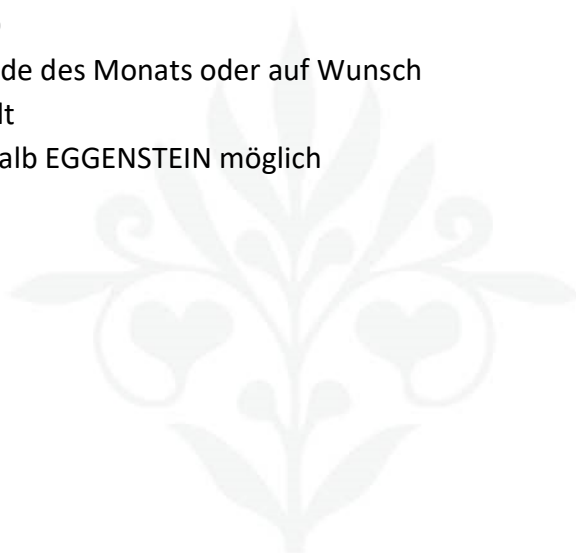 de des Monats oder auf Wunsch
lt
alb EGGENSTEIN möglich